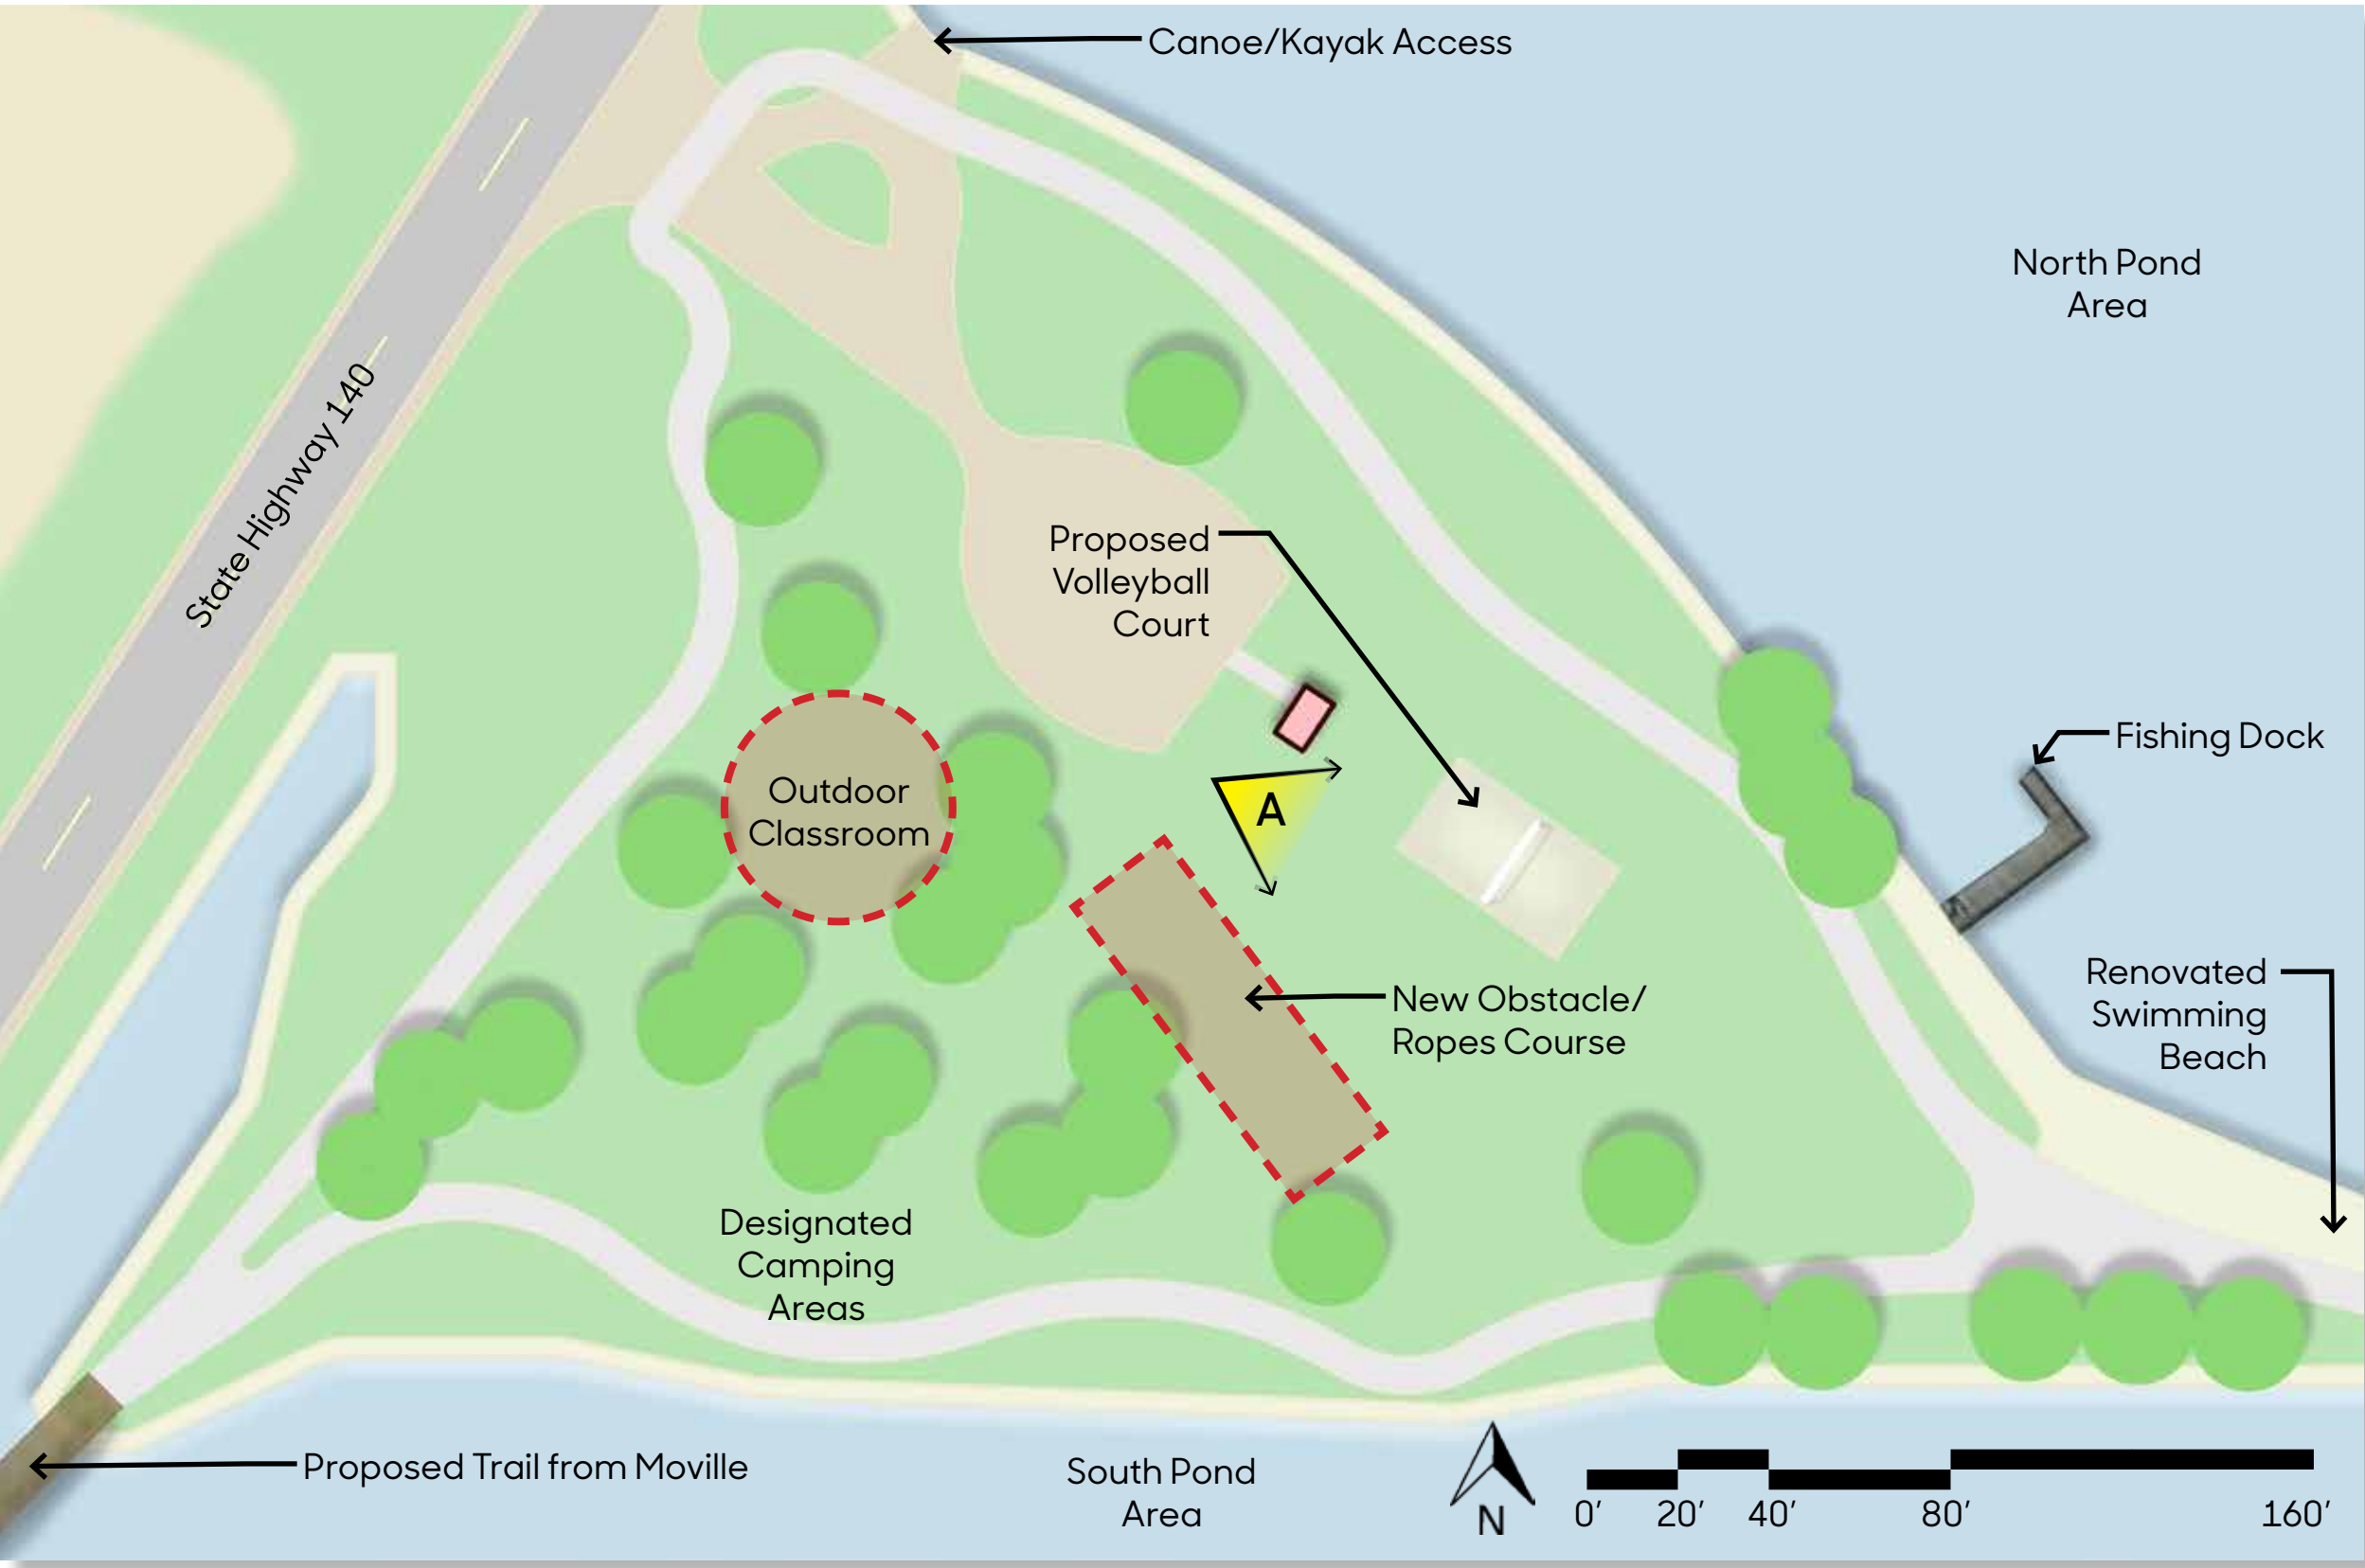 Canoe/Kayak Access
North Pond
Area
State Highway 140
Proposed
Volleyball
Court
Fishing Dock
Outdoor
Classroom
A
Renovated
Swimming
Beach
New Obstacle/
Ropes Course
Designated
Camping
Areas
Proposed Trail from Moville
South Pond
Area
N
0' 20' 40' 80' 160'